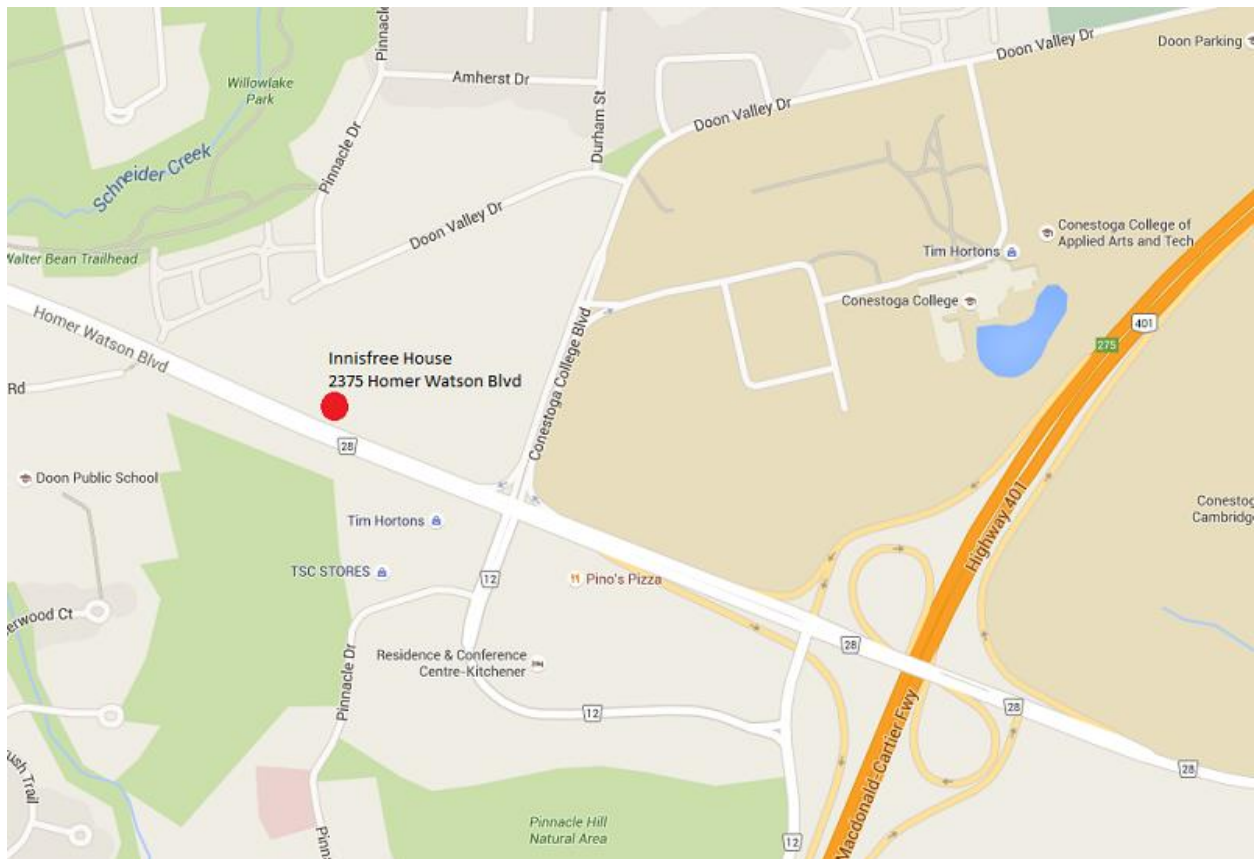 Pinnacle
Doon Valley Dr
Doon Parking
Willowlake
Park
Amherst Dr
Durham St
Doon Valley Dr
Schneider Creek
Pinnacle Dr
Doon Valley Dr
Conestoga College of
Applied Arts and Tech
Tim Hortons
Walter Bean Trailhead
Conestoga College
Homer Watson Blvd
401
275
Innisfree House
2375 Homer Watson Blvd
Rd
Conestoga College Blvd
28
Doon Public School
Highway 401
Conestog
Cambridge
Tim Hortons
TSC STORES
12
Pino's Pizza
erwood Ct
Pinnacle Dr
Residence & Conference
Centre-Kitchener
28
12
28
28
Macdonald-Cartier Fwy
ush Trail
Pinnacle Hill
Natural Area
Pinn
12